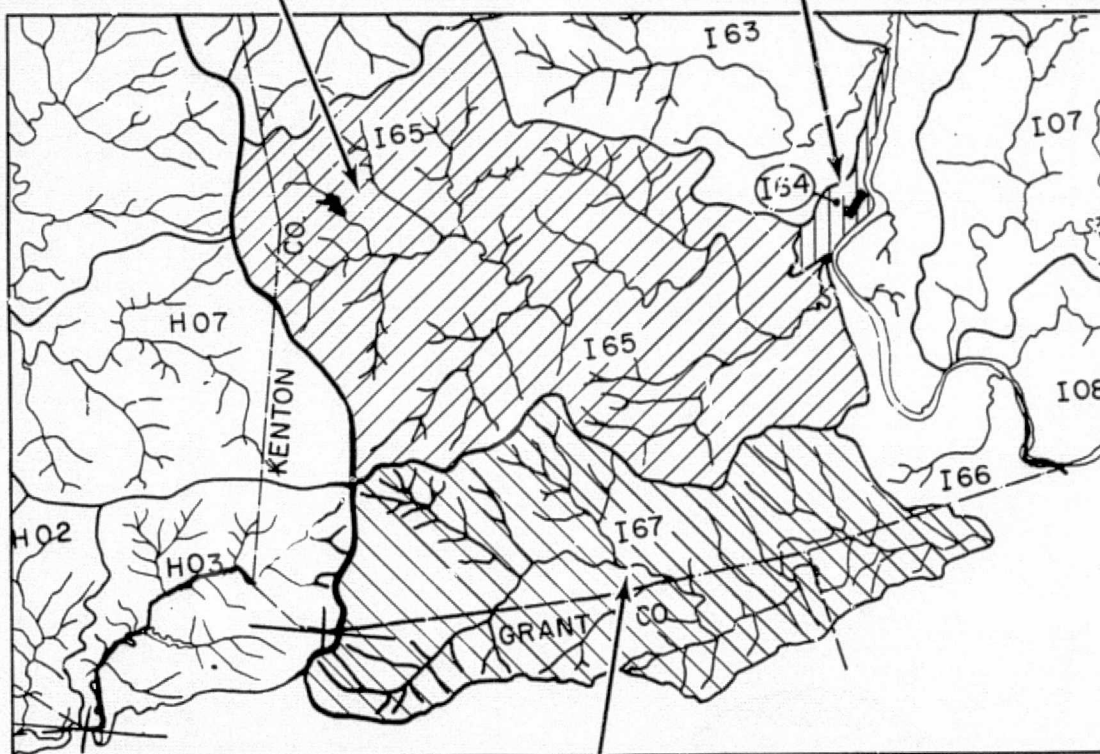 I63
I07
I65
I64
CO.
H07
I65
KENTON
I08
I66
H02
I67
H03
GRANT CO.